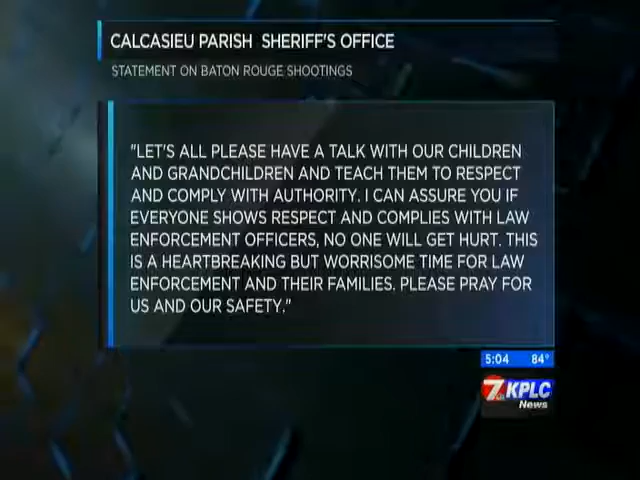 CALCASIEU PARISH SHERIFF'S OFFICE
STATEMENT ON BATON ROUGE SHOOTINGS
"LET'S ALL PLEASE HAVE A TALK WITH OUR CHILDREN
AND GRANDCHILDREN AND TEACH THEM TO RESPECT
AND COMPLY WITH AUTHORITY. I CAN ASSURE YOU IF
EVERYONE SHOWS RESPECT AND COMPLIES WITH LAW
ENFORCEMENT OFFICERS, NO ONE WILL GET HURT. THIS
IS A HEARTBREAKING BUT WORRISOME TIME FOR LAW
ENFORCEMENT AND THEIR FAMILIES. PLEASE PRAY FOR
US AND OUR SAFETY."
5:04 84°
7 KPLC
News